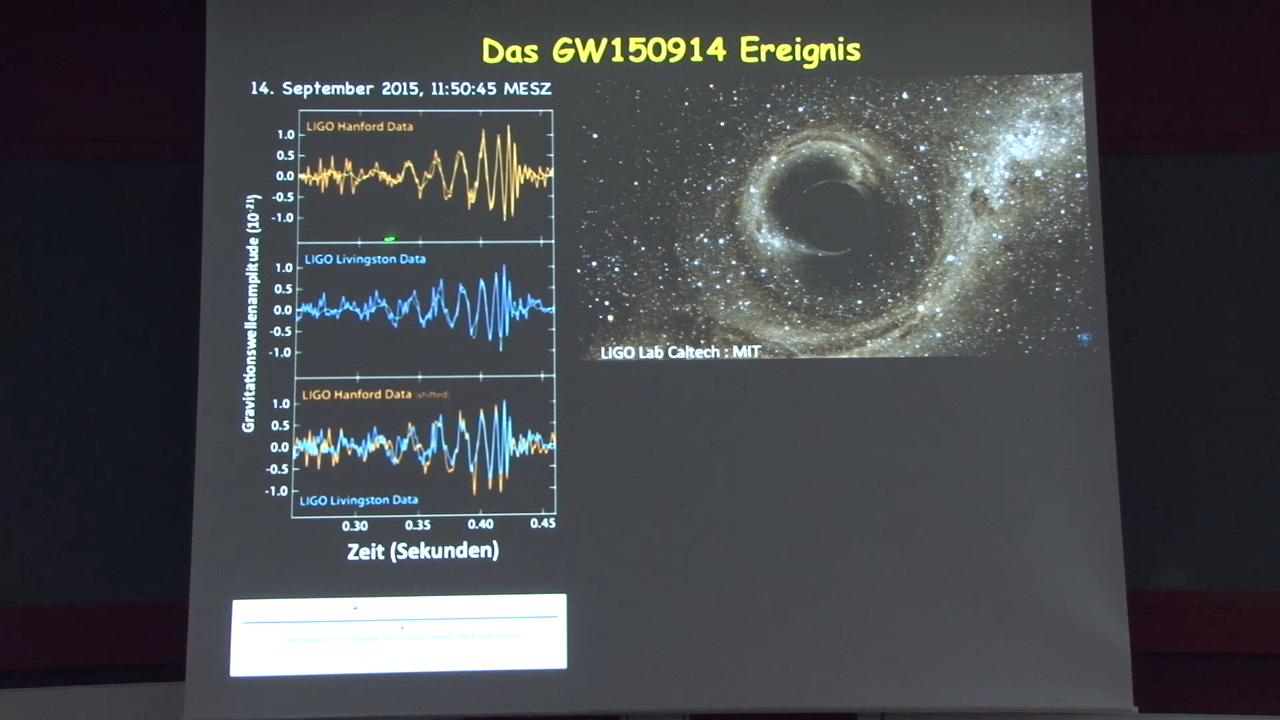 Das GW150914 Ereignis
14. September 2015, 11:50:45 MESZ
Gravitationswellenamplitude (10⁻²¹)
LIGO Hanford Data
1.0
0.5
0.0
-0.5
-1.0
LIGO Livingston Data
1.0
0.5
0.0
-0.5
-1.0
LIGO Hanford Data (shifted)
1.0
0.5
0.0
-0.5
-1.0
LIGO Livingston Data
0.30 0.35 0.40 0.45
Zeit (Sekunden)
LIGO Lab Caltech : MIT